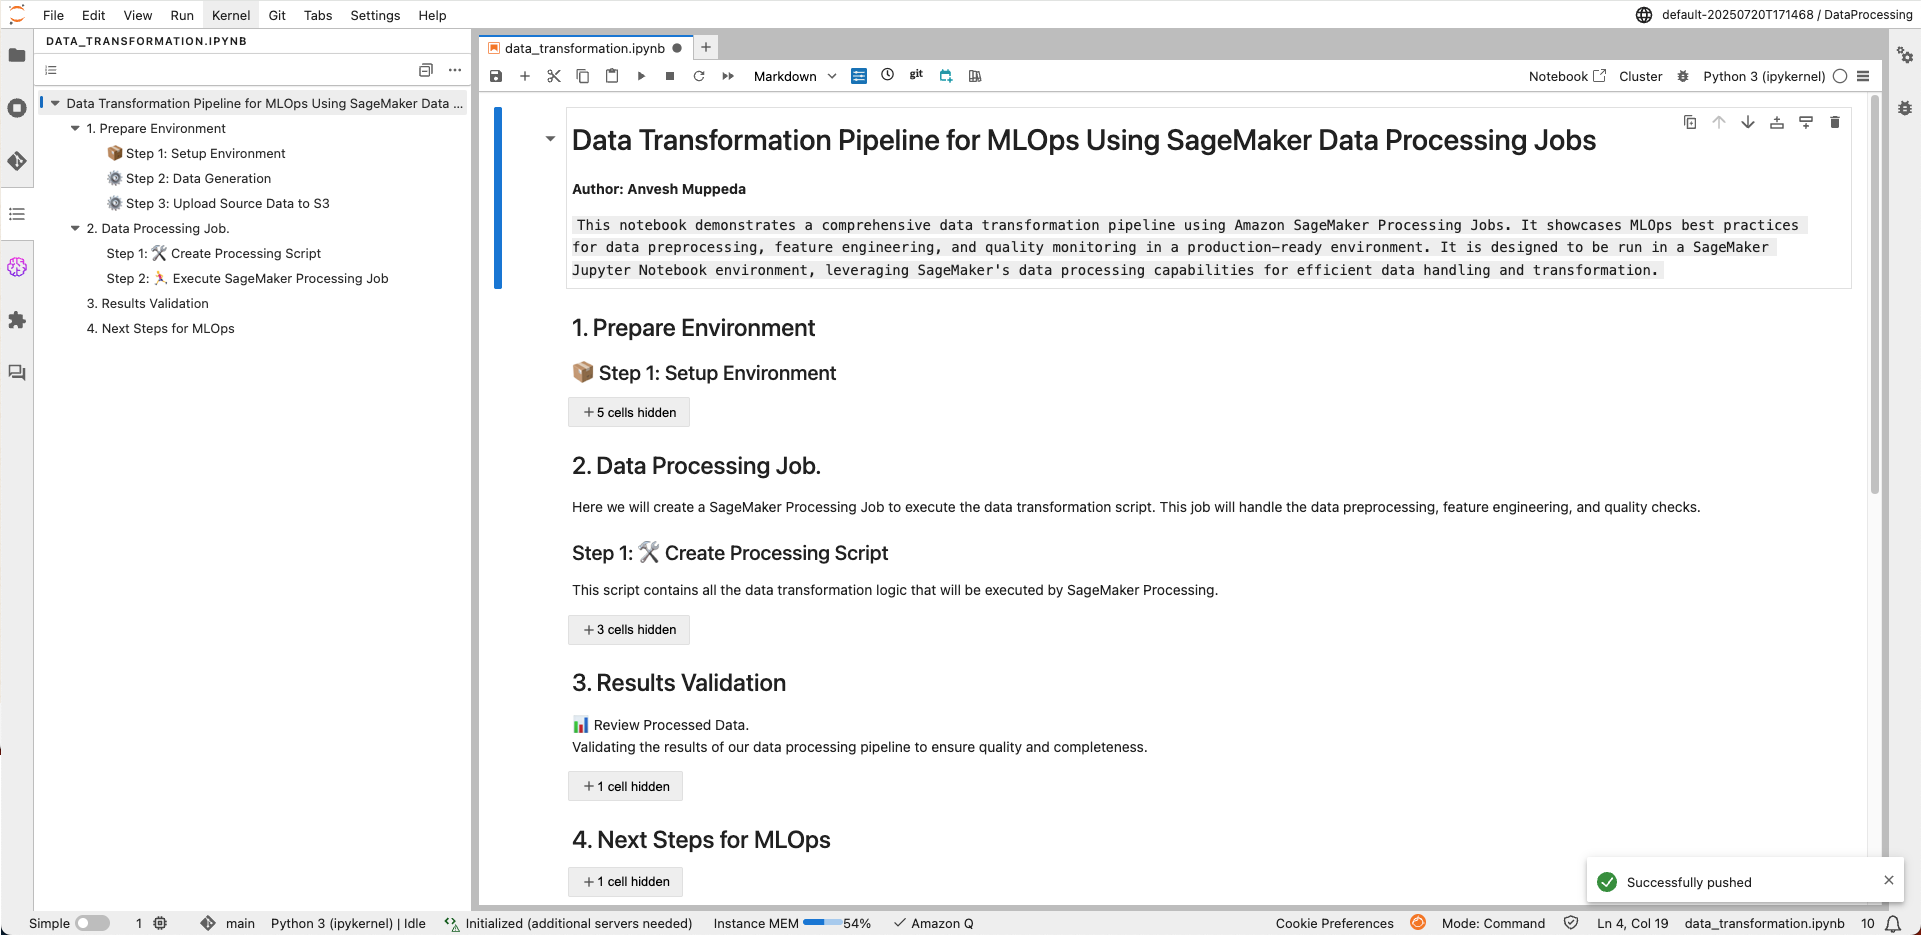 File Edit View Run Kernel Git Tabs Settings Help
default-20250720T171468 / DataProcessing
DATA_TRANSFORMATION.IPYNB
Data Transformation Pipeline for MLOps Using SageMaker Data ...
1. Prepare Environment
📦 Step 1: Setup Environment
⚙️ Step 2: Data Generation
⚙️ Step 3: Upload Source Data to S3
2. Data Processing Job.
Step 1: 🛠️ Create Processing Script
Step 2: 🏃 Execute SageMaker Processing Job
3. Results Validation
4. Next Steps for MLOps
data_transformation.ipynb
Markdown git Notebook Cluster Python 3 (ipykernel)
Data Transformation Pipeline for MLOps Using SageMaker Data Processing Jobs
Author: Anvesh Muppeda
This notebook demonstrates a comprehensive data transformation pipeline using Amazon SageMaker Processing Jobs. It showcases MLOps best practices
for data preprocessing, feature engineering, and quality monitoring in a production-ready environment. It is designed to be run in a SageMaker
Jupyter Notebook environment, leveraging SageMaker's data processing capabilities for efficient data handling and transformation.
1. Prepare Environment
📦 Step 1: Setup Environment
+ 5 cells hidden
2. Data Processing Job.
Here we will create a SageMaker Processing Job to execute the data transformation script. This job will handle the data preprocessing, feature engineering, and quality checks.
Step 1: 🛠️ Create Processing Script
This script contains all the data transformation logic that will be executed by SageMaker Processing.
+ 3 cells hidden
3. Results Validation
📊 Review Processed Data.
Validating the results of our data processing pipeline to ensure quality and completeness.
+ 1 cell hidden
4. Next Steps for MLOps
+ 1 cell hidden
Successfully pushed
Simple 1 main Python 3 (ipykernel) | Idle Initialized (additional servers needed) Instance MEM 54% Amazon Q Cookie Preferences Mode: Command Ln 4, Col 19 data_transformation.ipynb 10